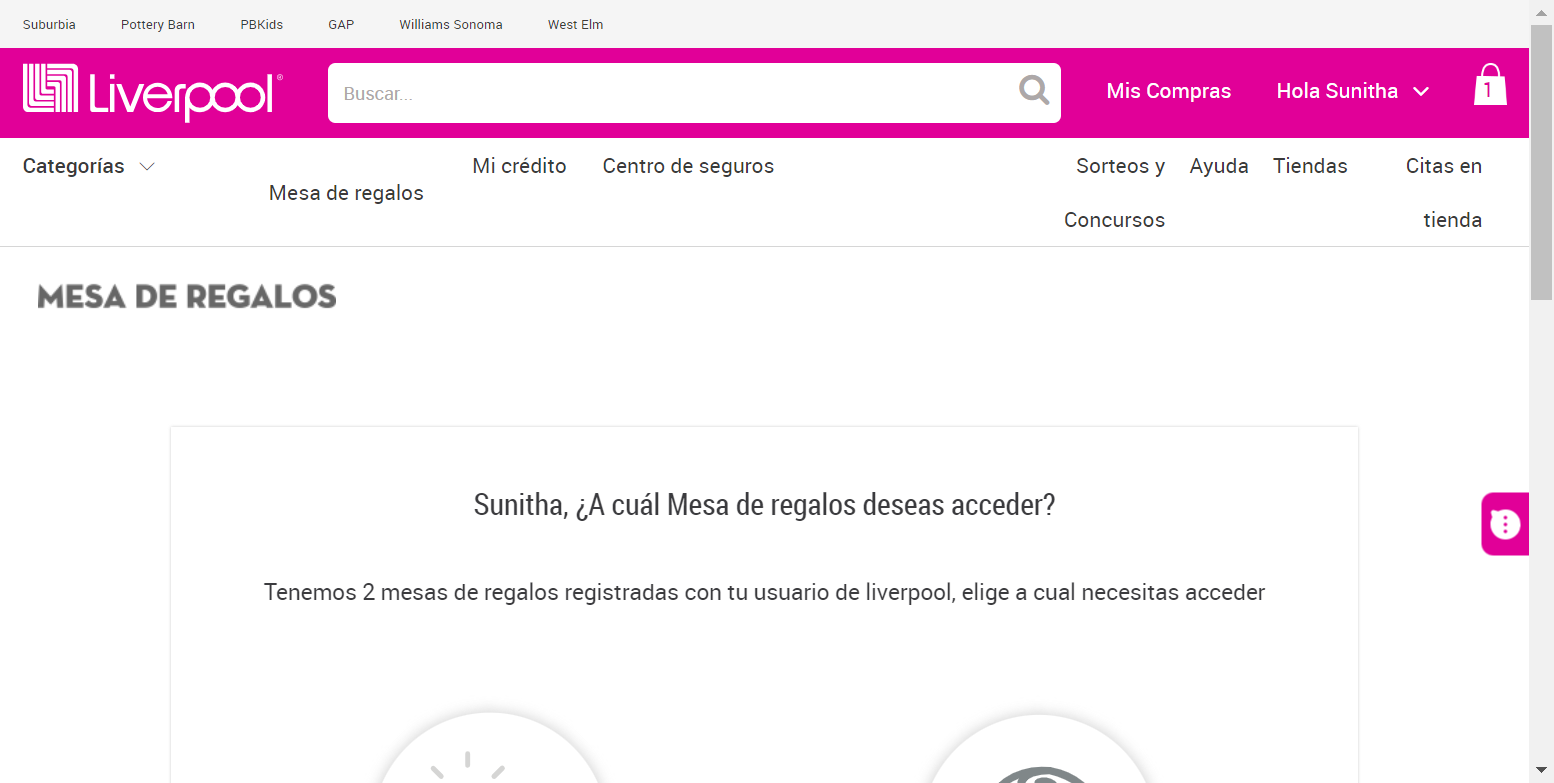 Suburbia Pottery Barn PBKids GAP Williams Sonoma West Elm
Liverpool® Buscar... Mis Compras Hola Sunitha 1
Categorías Mesa de regalos Mi crédito Centro de seguros Sorteos y Concursos Ayuda Tiendas Citas en tienda
MESA DE REGALOS
Sunitha, ¿A cuál Mesa de regalos deseas acceder?
Tenemos 2 mesas de regalos registradas con tu usuario de liverpool, elige a cual necesitas acceder